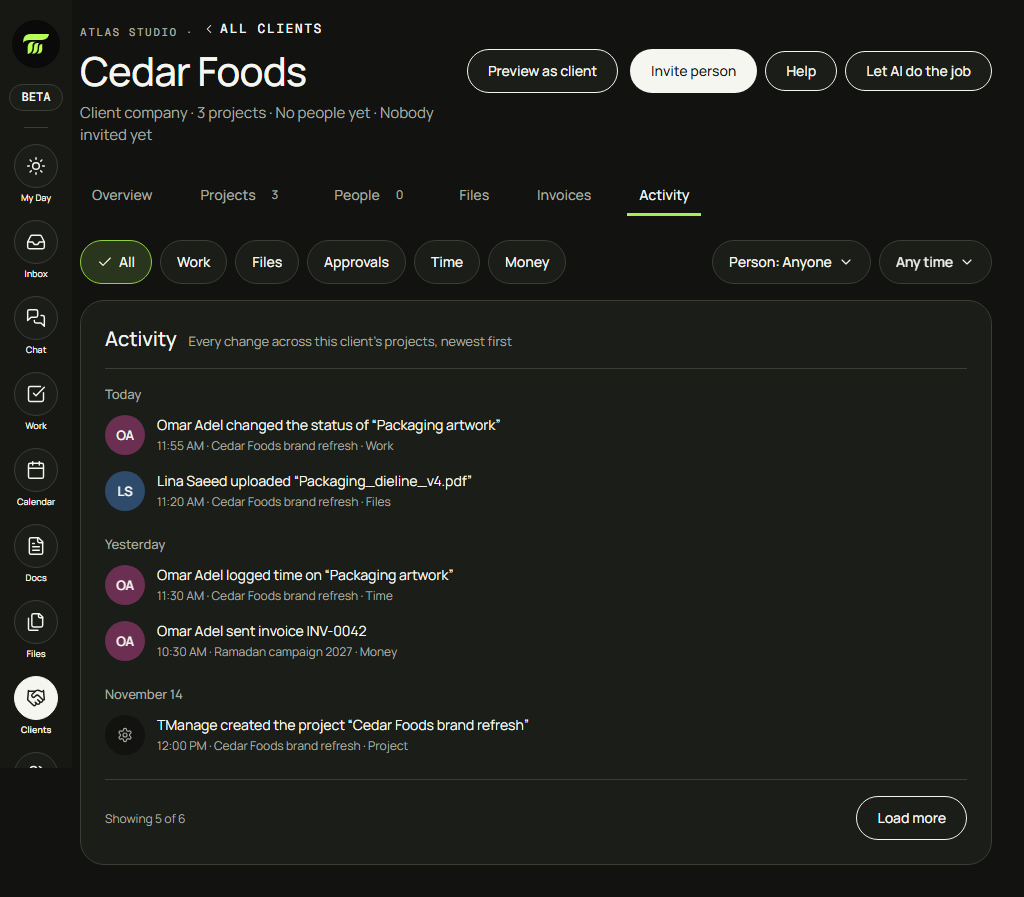 ATLAS STUDIO · ALL CLIENTS
Cedar Foods
Client company · 3 projects · No people yet · Nobody
invited yet
Preview as client
Invite person
Help
Let AI do the job
BETA
My Day
Inbox
Chat
Work
Calendar
Docs
Files
Clients
Overview
Projects 3
People 0
Files
Invoices
Activity
All
Work
Files
Approvals
Time
Money
Person: Anyone
Any time
Activity Every change across this client's projects, newest first
Today
OA
Omar Adel changed the status of “Packaging artwork”
11:55 AM · Cedar Foods brand refresh · Work
LS
Lina Saeed uploaded “Packaging_dieline_v4.pdf”
11:20 AM · Cedar Foods brand refresh · Files
Yesterday
OA
Omar Adel logged time on “Packaging artwork”
11:30 AM · Cedar Foods brand refresh · Time
OA
Omar Adel sent invoice INV-0042
10:30 AM · Ramadan campaign 2027 · Money
November 14
TManage created the project “Cedar Foods brand refresh”
12:00 PM · Cedar Foods brand refresh · Project
Showing 5 of 6
Load more